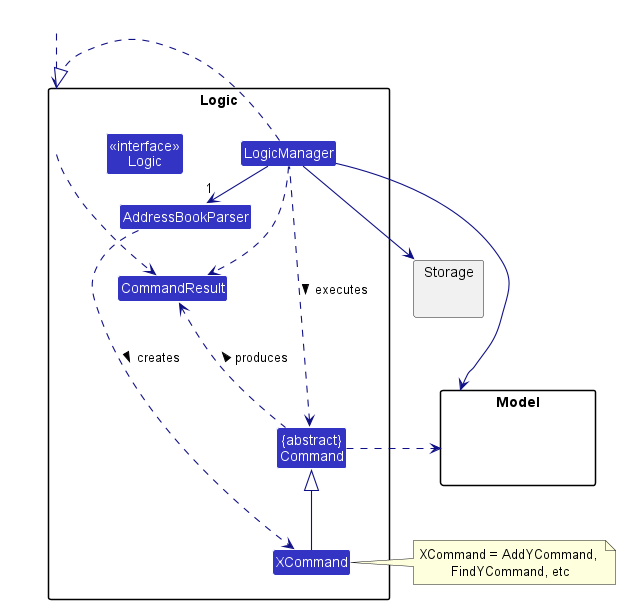 Logic
«interface»
Logic
LogicManager
1
AddressBookParser
Storage
CommandResult
executes
creates
produces
Model
{abstract}
Command
XCommand
XCommand = AddYCommand,
FindYCommand, etc